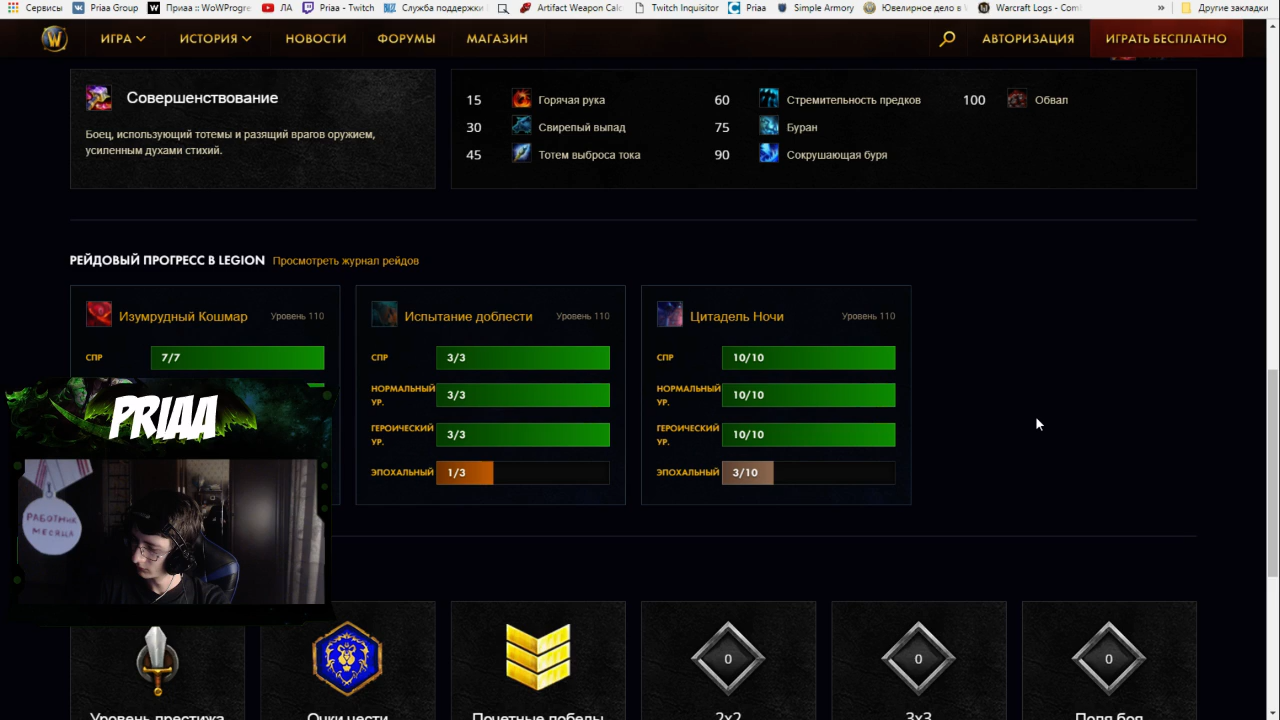 Сервисы
Priaa Group
Приаа :: WoWProgre
ЛА
Priaa - Twitch
Служба поддержки
Artifact Weapon Calc
Twitch Inquisitor
Priaa
Simple Armory
Ювелирное дело в
Warcraft Logs - Com
»
Другие закладки
ИГРА
ИСТОРИЯ
НОВОСТИ
ФОРУМЫ
МАГАЗИН
АВТОРИЗАЦИЯ
ИГРАТЬ БЕСПЛАТНО
Совершенствование
Боец, использующий тотемы и разящий врагов оружием,
усиленным духами стихий.
15 Горячая рука
60 Стремительность предков
100 Обвал
30 Свирепый выпад
75 Буран
45 Тотем выброса тока
90 Сокрушающая буря
РЕЙДОВЫЙ ПРОГРЕСС В LEGION Просмотреть журнал рейдов
Изумрудный Кошмар Уровень 110
СПР 7/7
Испытание доблести Уровень 110
СПР 3/3
НОРМАЛЬНЫЙ
УР. 3/3
ГЕРОИЧЕСКИЙ
УР. 3/3
ЭПОХАЛЬНЫЙ 1/3
Цитадель Ночи Уровень 110
СПР 10/10
НОРМАЛЬНЫЙ
УР. 10/10
ГЕРОИЧЕСКИЙ
УР. 10/10
ЭПОХАЛЬНЫЙ 3/10
PRIAA
РАБОТНИК
МЕСЯЦА
0
0
0
Уровень престижа
Очки чести
Почетные победы
2x2
3x3
Поля боя